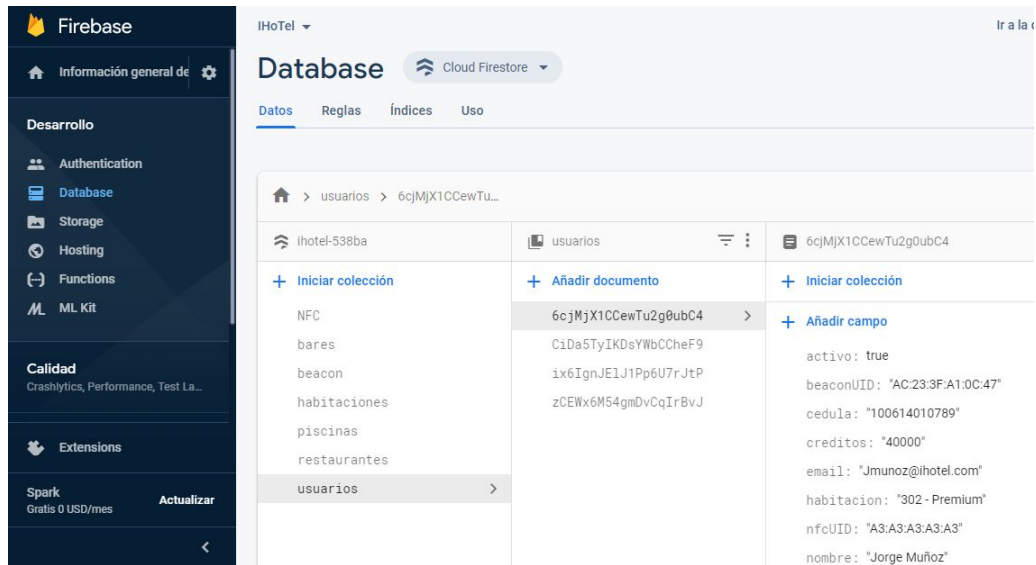 Firebase
Información general de
Desarrollo
Authentication
Database
Storage
Hosting
Functions
ML Kit
Calidad
Crashlytics, Performance, Test La...
Extensions
Spark
Gratis 0 USD/mes
Actualizar
IHoTel
Ir a la
Database
Cloud Firestore
Datos Reglas Índices Uso
usuarios > 6cjMjX1CCewTu...
ihotel-538ba
Iniciar colección
NFC
bares
beacon
habitaciones
piscinas
restaurantes
usuarios
usuarios
Añadir documento
6cjMjX1CCewTu2g0ubC4
CiDa5TyIKDsYWbCCheF9
ix6IgnJElJ1Pp6U7rJtP
zCEWx6M54gmDvCqIrBvJ
6cjMjX1CCewTu2g0ubC4
Iniciar colección
Añadir campo
activo: true
beaconUID: "AC:23:3F:A1:0C:47"
cedula: "100614010789"
creditos: "40000"
email: "Jmunoz@ihotel.com"
habitacion: "302 - Premium"
nfcUID: "A3:A3:A3:A3:A3"
nombre: "Jorge Muñoz"